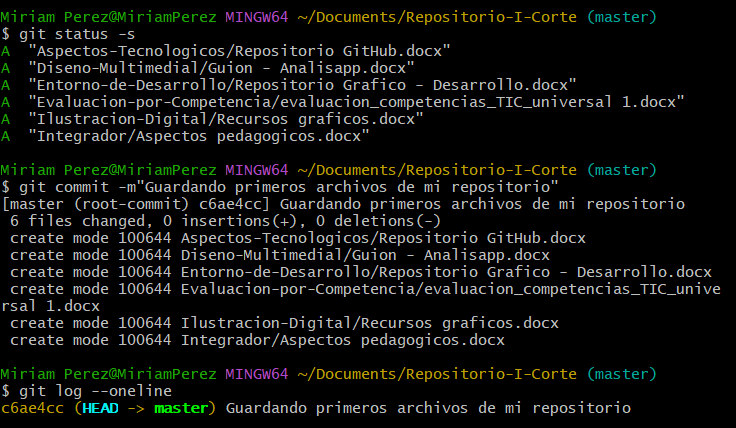 Miriam Perez@MiriamPerez MINGW64 ~/Documents/Repositorio-I-Corte (master)
$ git status -s
A  "Aspectos-Tecnologicos/Repositorio GitHub.docx"
A  "Diseno-Multimedial/Guion - Analisapp.docx"
A  "Entorno-de-Desarrollo/Repositorio Grafico - Desarrollo.docx"
A  "Evaluacion-por-Competencia/evaluacion_competencias_TIC_universal 1.docx"
A  "Ilustracion-Digital/Recursos graficos.docx"
A  "Integrador/Aspectos pedagogicos.docx"
Miriam Perez@MiriamPerez MINGW64 ~/Documents/Repositorio-I-Corte (master)
$ git commit -m"Guardando primeros archivos de mi repositorio"
[master (root-commit) c6ae4cc] Guardando primeros archivos de mi repositorio
 6 files changed, 0 insertions(+), 0 deletions(-)
 create mode 100644 Aspectos-Tecnologicos/Repositorio GitHub.docx
 create mode 100644 Diseno-Multimedial/Guion - Analisapp.docx
 create mode 100644 Entorno-de-Desarrollo/Repositorio Grafico - Desarrollo.docx
 create mode 100644 Evaluacion-por-Competencia/evaluacion_competencias_TIC_unive
rsal 1.docx
 create mode 100644 Ilustracion-Digital/Recursos graficos.docx
 create mode 100644 Integrador/Aspectos pedagogicos.docx
Miriam Perez@MiriamPerez MINGW64 ~/Documents/Repositorio-I-Corte (master)
$ git log --oneline
c6ae4cc (HEAD -> master) Guardando primeros archivos de mi repositorio